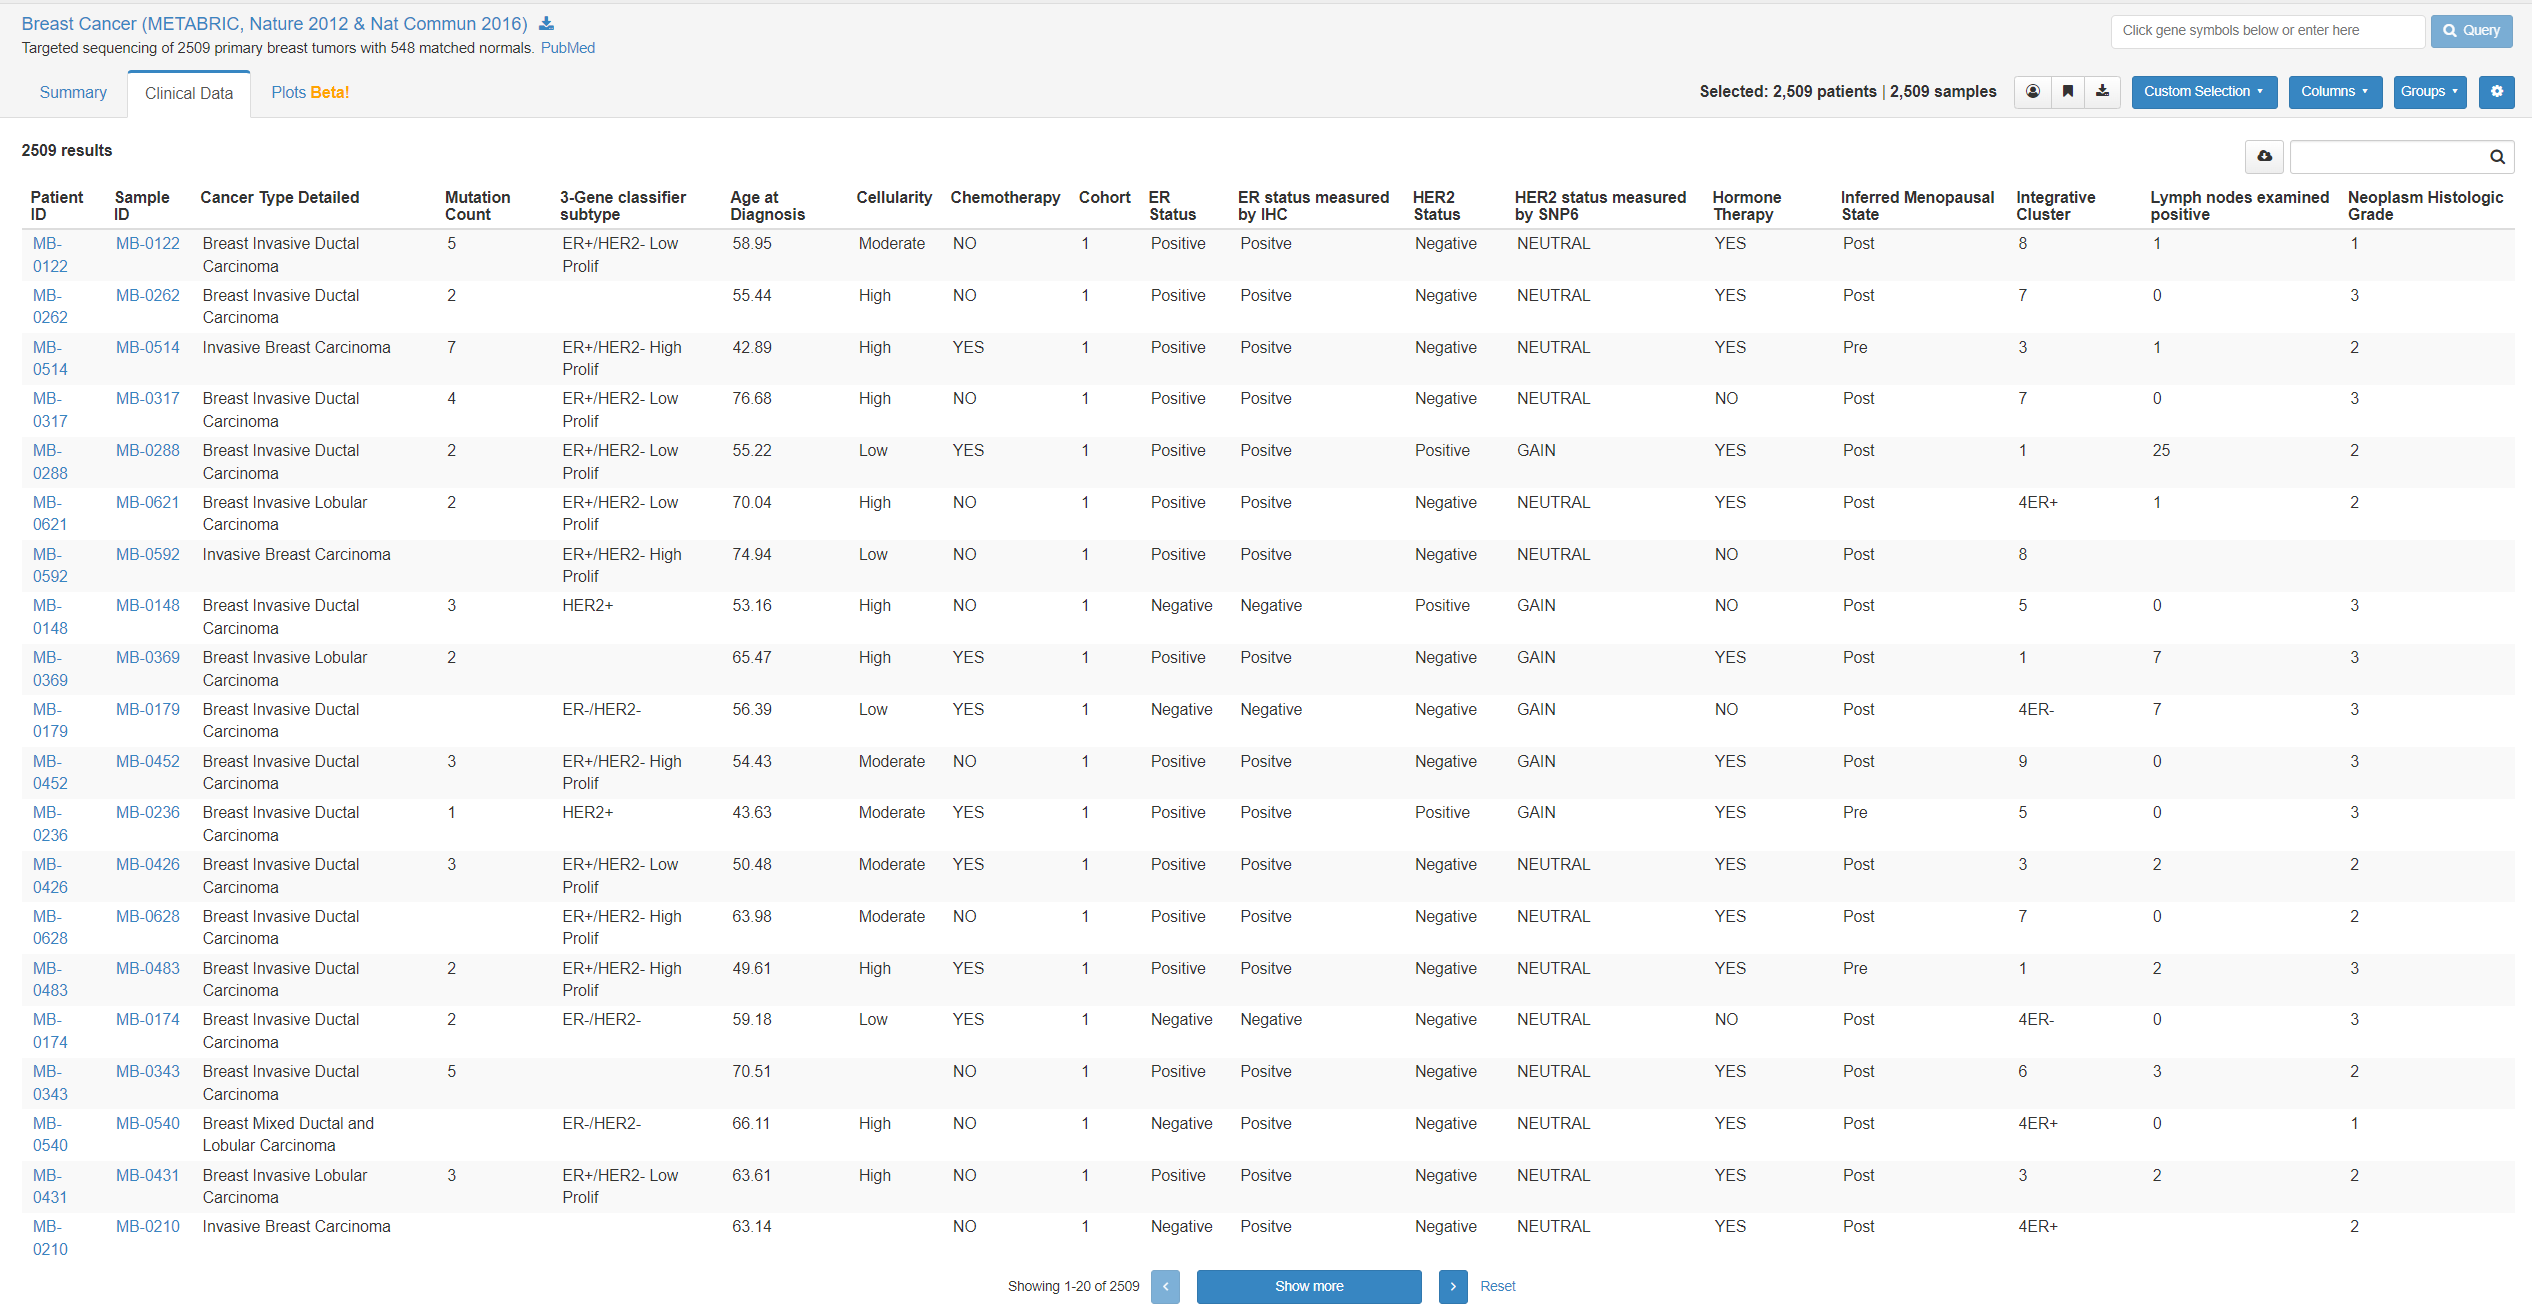 Breast Cancer (METABRIC, Nature 2012 & Nat Commun 2016)
Targeted sequencing of 2509 primary breast tumors with 548 matched normals. PubMed
Click gene symbols below or enter here Query
Summary Clinical Data Plots Beta!
Selected: 2,509 patients | 2,509 samples Custom Selection Columns Groups
2509 results
Patient ID Sample ID Cancer Type Detailed Mutation Count 3-Gene classifier subtype Age at Diagnosis Cellularity Chemotherapy Cohort ER Status ER status measured by IHC HER2 Status HER2 status measured by SNP6 Hormone Therapy Inferred Menopausal State Integrative Cluster Lymph nodes examined positive Neoplasm Histologic Grade
MB-0122 MB-0122 Breast Invasive Ductal Carcinoma 5 ER+/HER2- Low Prolif 58.95 Moderate NO 1 Positive Positve Negative NEUTRAL YES Post 8 1 1
MB-0262 MB-0262 Breast Invasive Ductal Carcinoma 2 55.44 High NO 1 Positive Positve Negative NEUTRAL YES Post 7 0 3
MB-0514 MB-0514 Invasive Breast Carcinoma 7 ER+/HER2- High Prolif 42.89 High YES 1 Positive Positve Negative NEUTRAL YES Pre 3 1 2
MB-0317 MB-0317 Breast Invasive Ductal Carcinoma 4 ER+/HER2- Low Prolif 76.68 High NO 1 Positive Positve Negative NEUTRAL NO Post 7 0 3
MB-0288 MB-0288 Breast Invasive Ductal Carcinoma 2 ER+/HER2- Low Prolif 55.22 Low YES 1 Positive Positve Positive GAIN YES Post 1 25 2
MB-0621 MB-0621 Breast Invasive Lobular Carcinoma 2 ER+/HER2- Low Prolif 70.04 High NO 1 Positive Positve Negative NEUTRAL YES Post 4ER+ 1 2
MB-0592 MB-0592 Invasive Breast Carcinoma ER+/HER2- High Prolif 74.94 Low NO 1 Positive Positve Negative NEUTRAL NO Post 8
MB-0148 MB-0148 Breast Invasive Ductal Carcinoma 3 HER2+ 53.16 High NO 1 Negative Negative Positive GAIN NO Post 5 0 3
MB-0369 MB-0369 Breast Invasive Lobular Carcinoma 2 65.47 High YES 1 Positive Positve Negative GAIN YES Post 1 7 3
MB-0179 MB-0179 Breast Invasive Ductal Carcinoma ER-/HER2- 56.39 Low YES 1 Negative Negative Negative GAIN NO Post 4ER- 7 3
MB-0452 MB-0452 Breast Invasive Ductal Carcinoma 3 ER+/HER2- High Prolif 54.43 Moderate NO 1 Positive Positve Negative GAIN YES Post 9 0 3
MB-0236 MB-0236 Breast Invasive Ductal Carcinoma 1 HER2+ 43.63 Moderate YES 1 Positive Positve Positive GAIN YES Pre 5 0 3
MB-0426 MB-0426 Breast Invasive Ductal Carcinoma 3 ER+/HER2- Low Prolif 50.48 Moderate YES 1 Positive Positve Negative NEUTRAL YES Post 3 2 2
MB-0628 MB-0628 Breast Invasive Ductal Carcinoma ER+/HER2- High Prolif 63.98 Moderate NO 1 Positive Positve Negative NEUTRAL YES Post 7 0 2
MB-0483 MB-0483 Breast Invasive Ductal Carcinoma 2 ER+/HER2- High Prolif 49.61 High YES 1 Positive Positve Negative NEUTRAL YES Pre 1 2 3
MB-0174 MB-0174 Breast Invasive Ductal Carcinoma 2 ER-/HER2- 59.18 Low YES 1 Negative Negative Negative NEUTRAL NO Post 4ER- 0 3
MB-0343 MB-0343 Breast Invasive Ductal Carcinoma 5 70.51 NO 1 Positive Positve Negative NEUTRAL YES Post 6 3 2
MB-0540 MB-0540 Breast Mixed Ductal and Lobular Carcinoma ER-/HER2- 66.11 High NO 1 Negative Positve Negative NEUTRAL YES Post 4ER+ 0 1
MB-0431 MB-0431 Breast Invasive Lobular Carcinoma 3 ER+/HER2- Low Prolif 63.61 High NO 1 Positive Positve Negative NEUTRAL YES Post 3 2 2
MB-0210 MB-0210 Invasive Breast Carcinoma 63.14 NO 1 Negative Positve Negative NEUTRAL YES Post 4ER+ 2
Showing 1-20 of 2509 Show more Reset